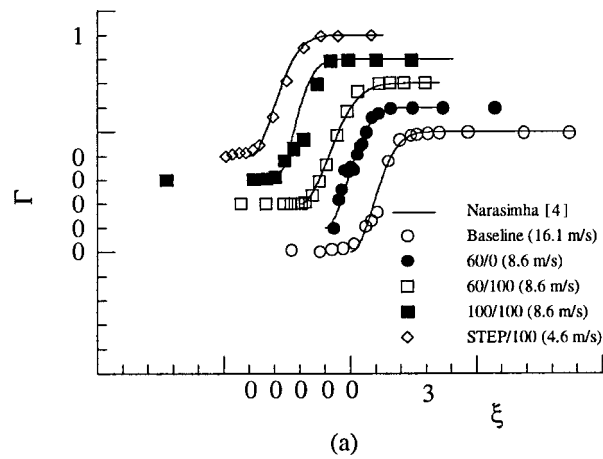 1
0
0
0
0
0
Γ
Narasimha [4]
Baseline (16.1 m/s)
60/0 (8.6 m/s)
60/100 (8.6 m/s)
100/100 (8.6 m/s)
STEP/100 (4.6 m/s)
0 0 0 0 0 3
ξ
(a)